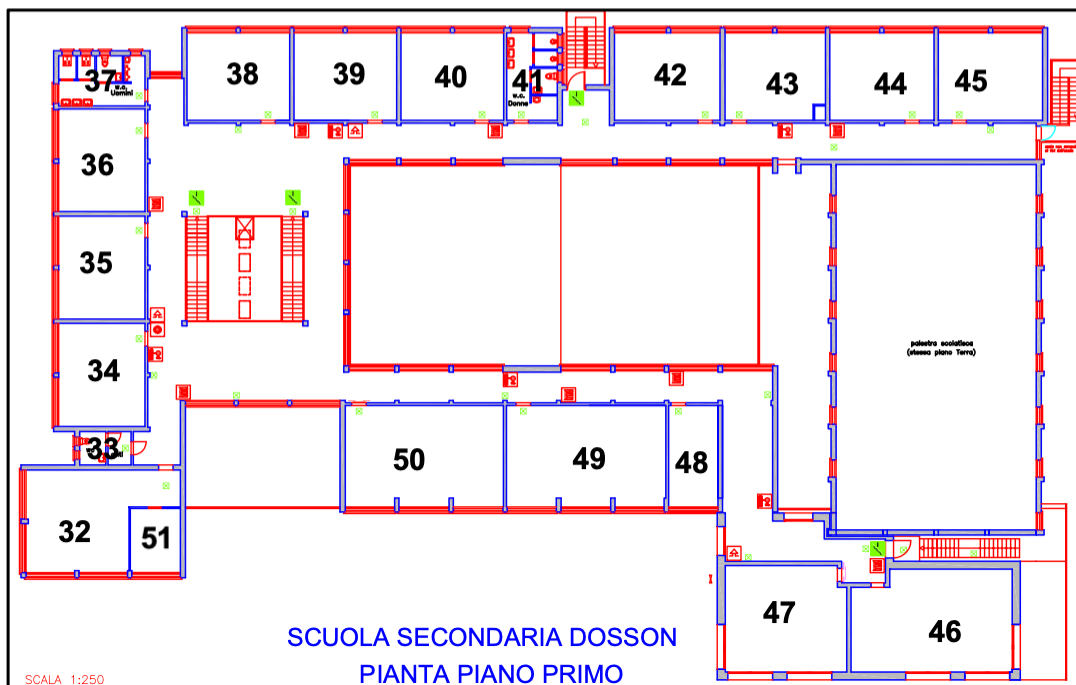 37
w.c.
Uomini
38
39
40
41
w.c.
Donne
42
43
44
45
36
35
34
33
palestra scolastica
(stessa piano Terra)
50
49
48
32
51
47
46
SCUOLA SECONDARIA DOSSON
PIANTA PIANO PRIMO
SCALA 1:250